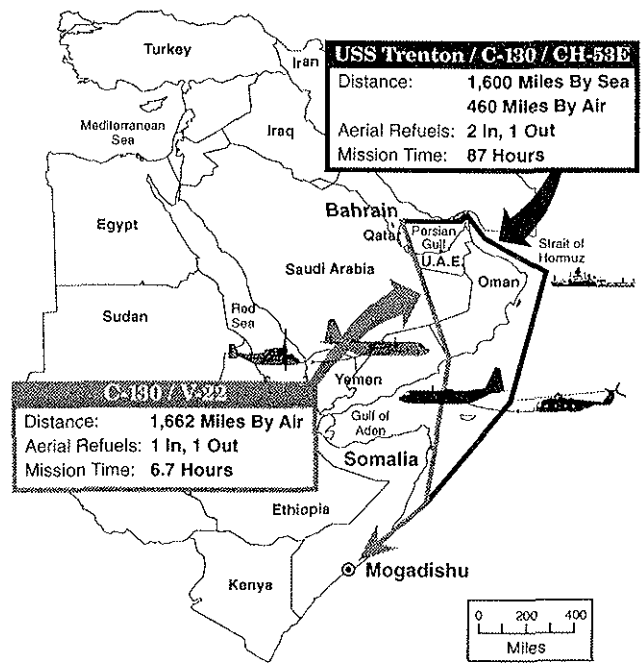 USS Trenton / C-130 / CH-53E
Distance: 1,600 Miles By Sea
460 Miles By Air
Aerial Refuels: 2 In, 1 Out
Mission Time: 87 Hours
Turkey
Iran
Mediterranean
Sea
Iraq
Egypt
Bahrain
Qata
Persian
Gulf
U.A.E.
Strait of
Hormuz
Saudi Arabia
Oman
Sudan
Red
Sea
Yemen
C-130 / V-22
Distance: 1,662 Miles By Air
Aerial Refuels: 1 In, 1 Out
Mission Time: 6.7 Hours
Gulf of
Aden
Somalia
Ethiopia
Kenya
Mogadishu
0 200 400
Miles